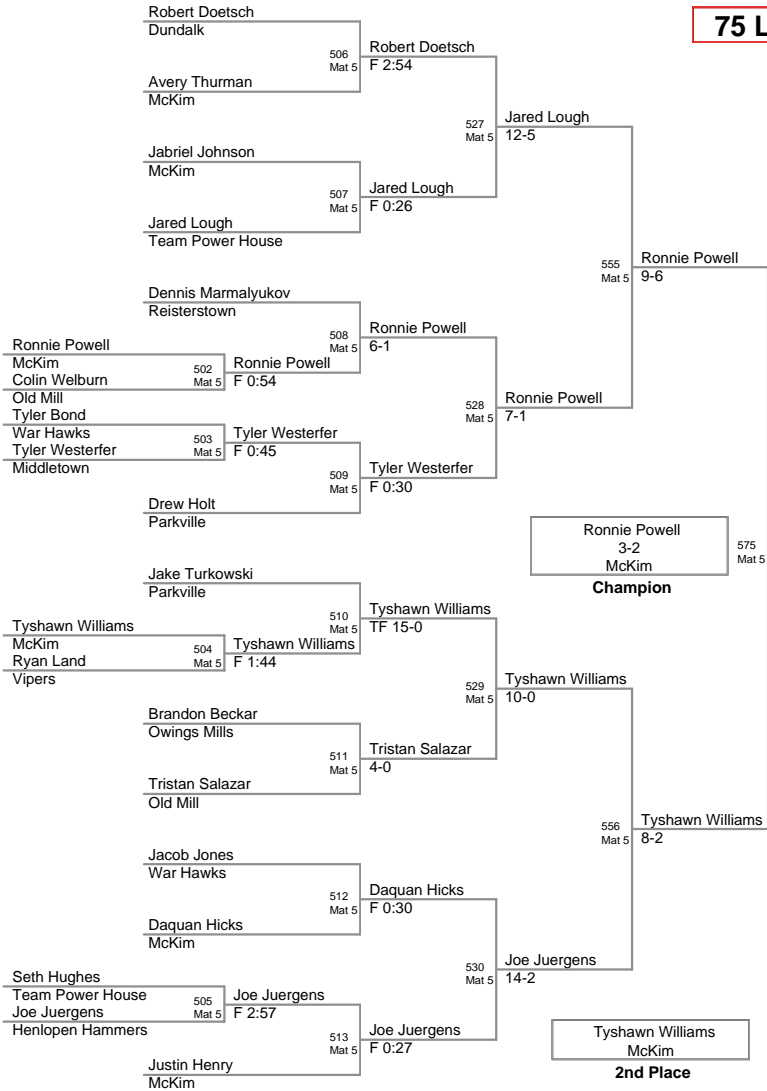 75 L
Robert Doetsch
Dundalk
506
Mat 5
Robert Doetsch
F 2:54
Avery Thurman
McKim
527
Mat 5
Jared Lough
12-5
Jabriel Johnson
McKim
507
Mat 5
Jared Lough
F 0:26
Jared Lough
Team Power House
555
Mat 5
Ronnie Powell
9-6
Dennis Marmalyukov
Reisterstown
508
Mat 5
Ronnie Powell
6-1
Ronnie Powell
McKim
502
Mat 5
Ronnie Powell
F 0:54
Colin Welburn
Old Mill
528
Mat 5
Ronnie Powell
7-1
Tyler Bond
War Hawks
503
Mat 5
Tyler Westerfer
F 0:45
Tyler Westerfer
Middletown
509
Mat 5
Tyler Westerfer
F 0:30
Drew Holt
Parkville
Ronnie Powell
3-2
McKim
575
Mat 5
Champion
Jake Turkowski
Parkville
510
Mat 5
Tyshawn Williams
TF 15-0
Tyshawn Williams
McKim
504
Mat 5
Tyshawn Williams
F 1:44
Ryan Land
Vipers
529
Mat 5
Tyshawn Williams
10-0
Brandon Beckar
Owings Mills
511
Mat 5
Tristan Salazar
4-0
Tristan Salazar
Old Mill
556
Mat 5
Tyshawn Williams
8-2
Jacob Jones
War Hawks
512
Mat 5
Daquan Hicks
F 0:30
Daquan Hicks
McKim
530
Mat 5
Joe Juergens
14-2
Seth Hughes
Team Power House
505
Mat 5
Joe Juergens
F 2:57
Joe Juergens
Henlopen Hammers
513
Mat 5
Joe Juergens
F 0:27
Justin Henry
McKim
Tyshawn Williams
McKim
2nd Place